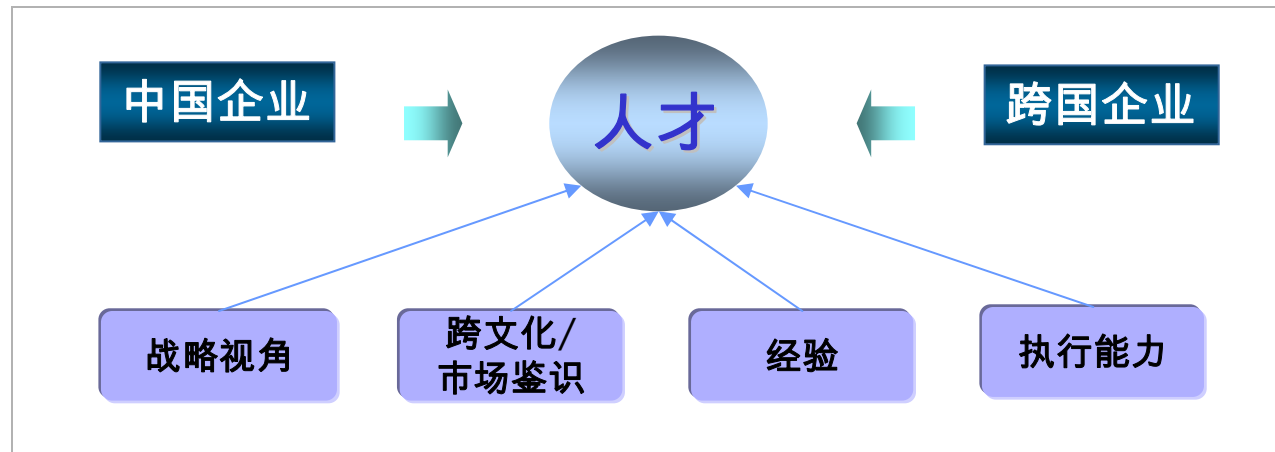 中国企业
人才
跨国企业
战略视角
跨文化/
市场鉴识
经验
执行能力